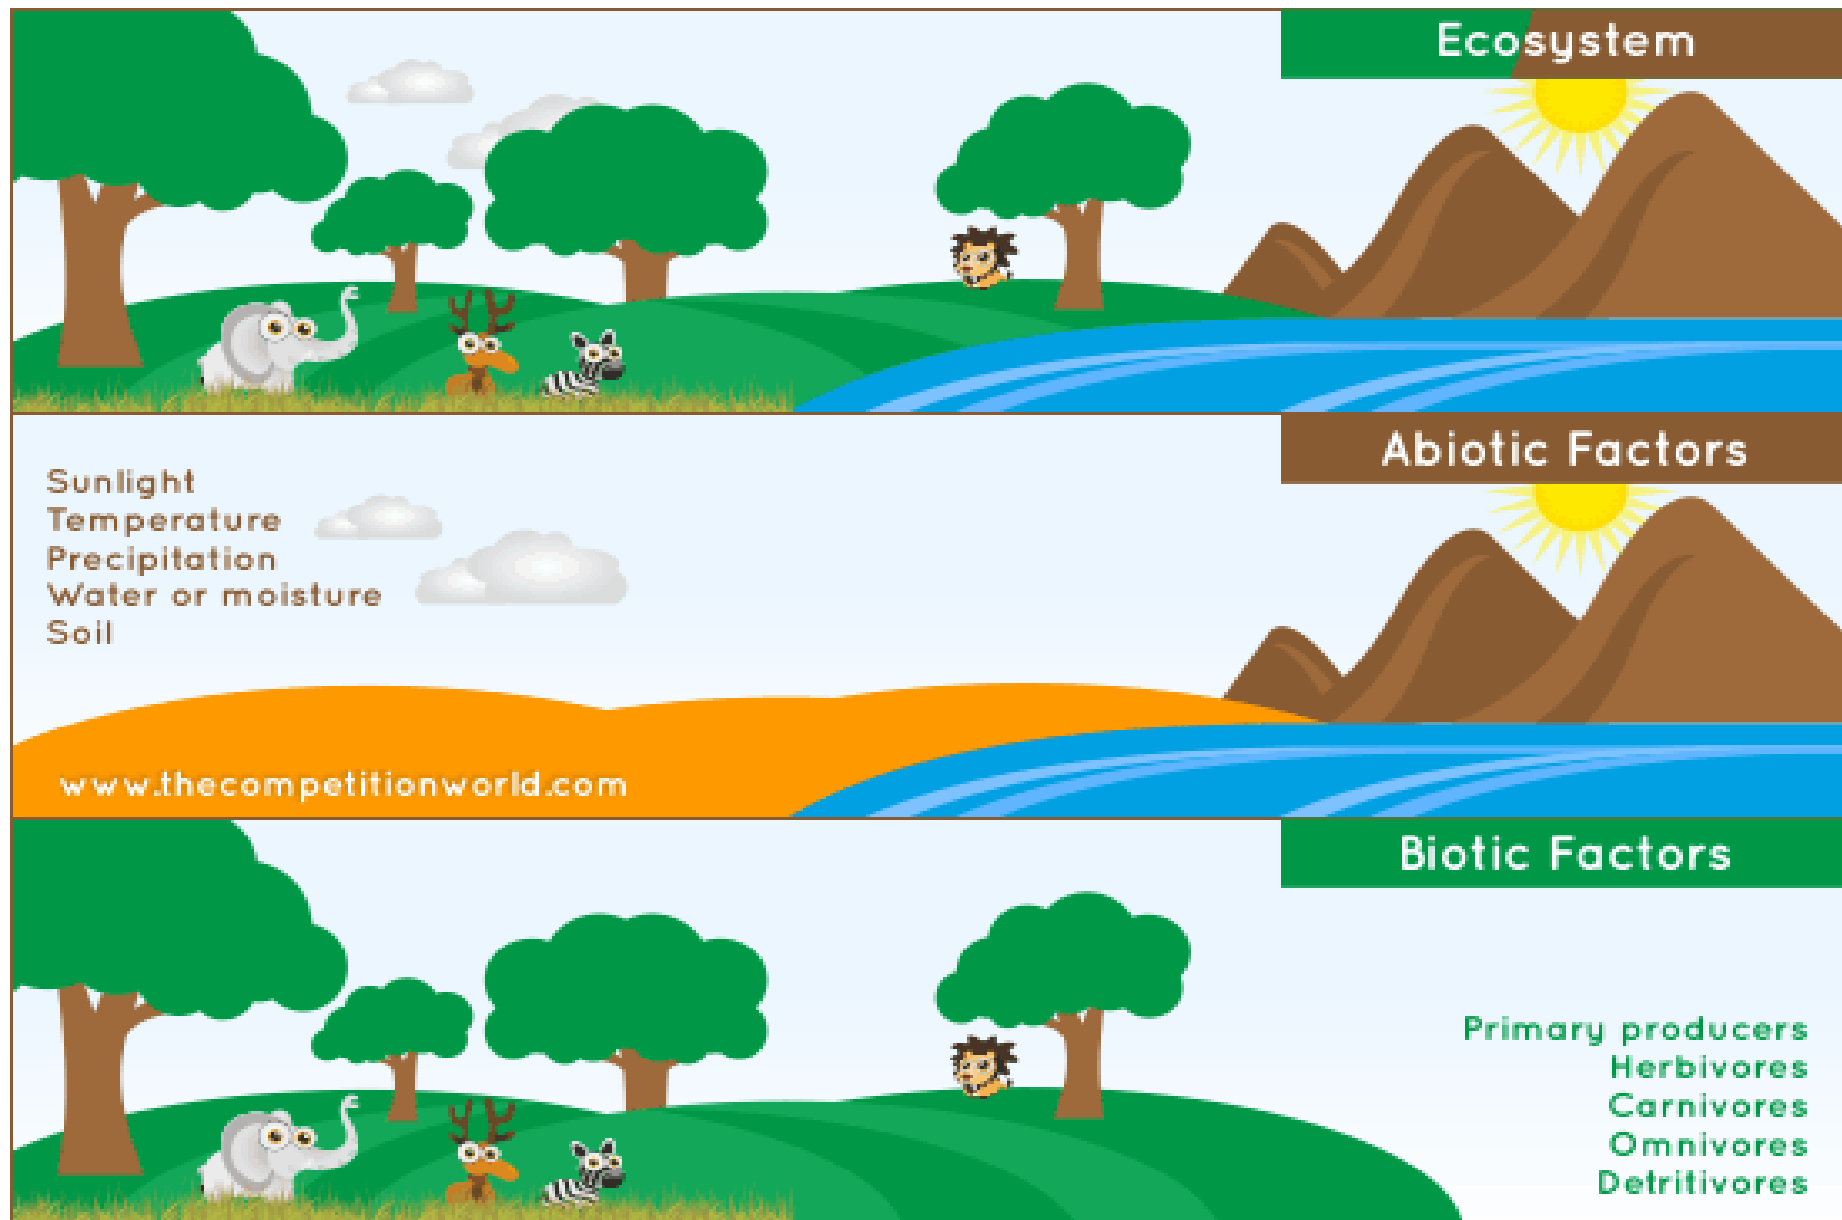 Ecosystem
Abiotic Factors
Sunlight
Temperature
Precipitation
Water or moisture
Soil
www.thecompetitionworld.com
Biotic Factors
Primary producers
Herbivores
Carnivores
Omnivores
Detritivores